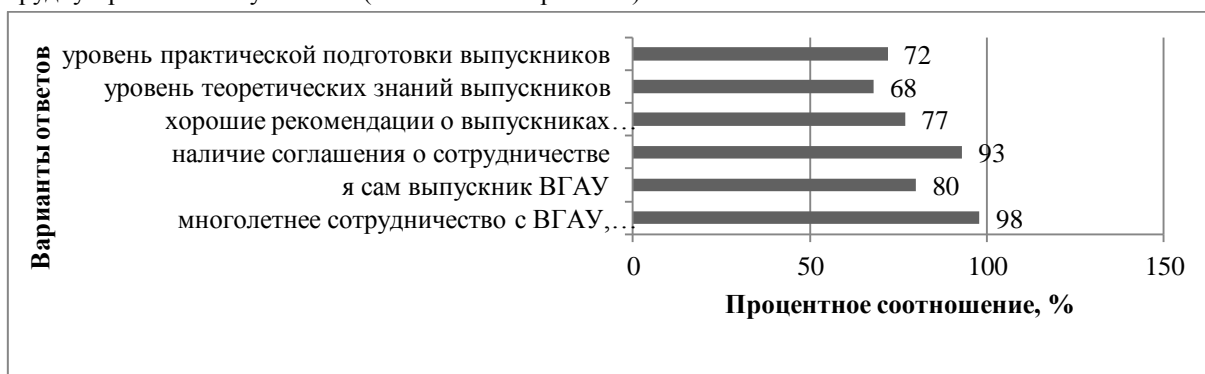 Варианты ответов
уровень практической подготовки выпускников
72
уровень теоретических знаний выпускников
68
хорошие рекомендации о выпускниках…
77
наличие соглашения о сотрудничестве
93
я сам выпускник ВГАУ
80
многолетнее сотрудничество с ВГАУ,…
98
0 50 100 150
Процентное соотношение, %